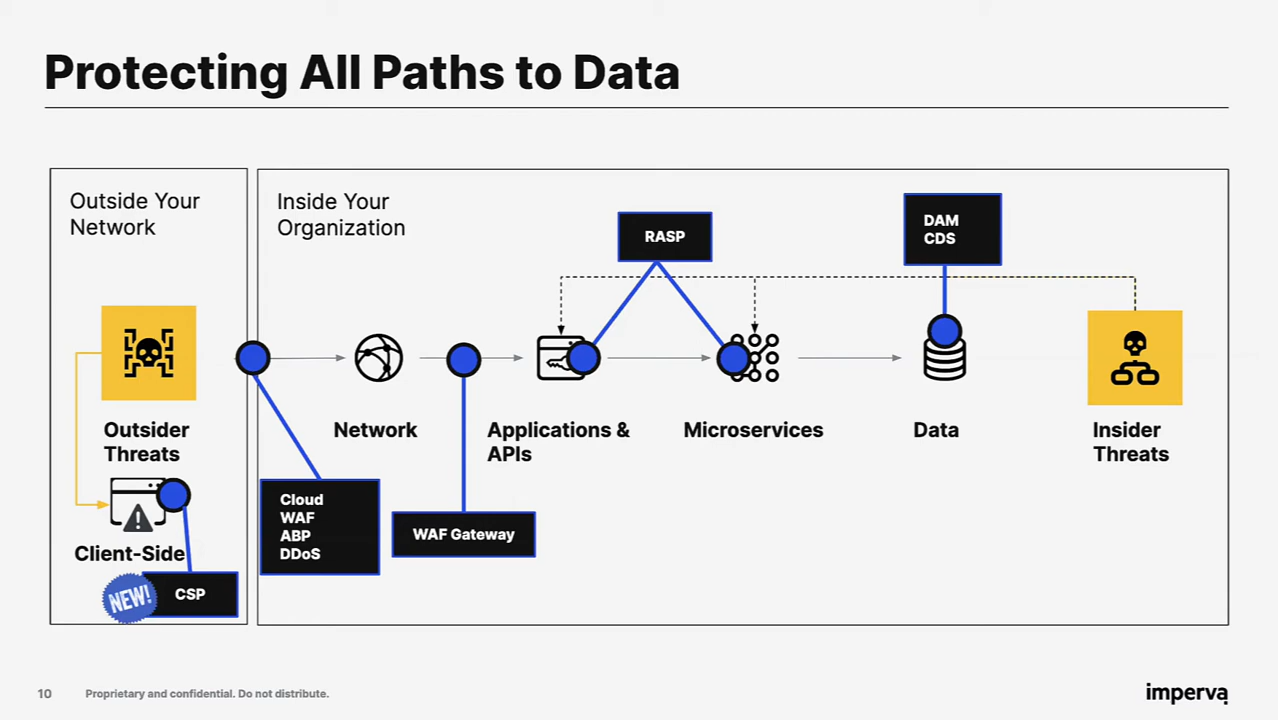 Protecting All Paths to Data
Outside Your
Network
Inside Your
Organization
RASP
DAM
CDS
Outsider
Threats
Network
Applications &
APIs
Microservices
Data
Insider
Threats
Client-Side
NEW!
CSP
Cloud
WAF
ABP
DDoS
WAF Gateway
10
Proprietary and confidential. Do not distribute.
imperva